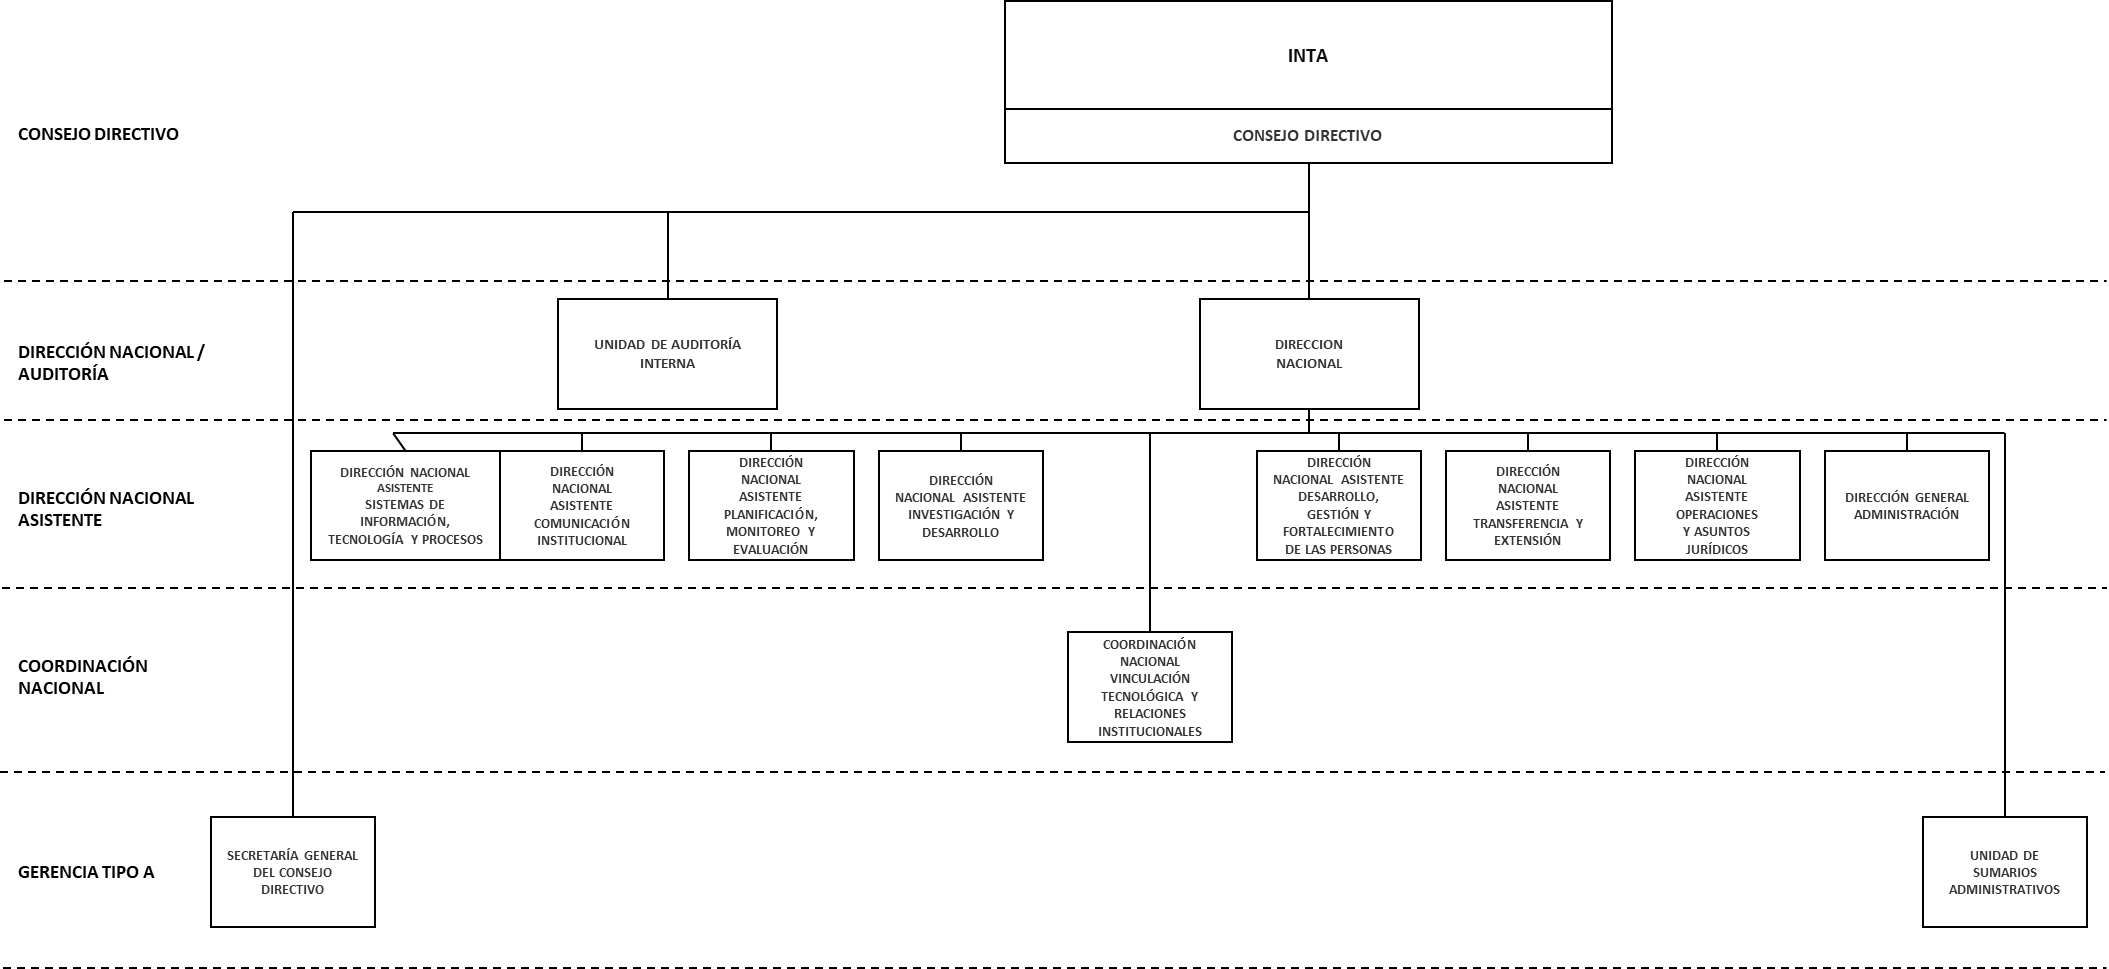 INTA
CONSEJO DIRECTIVO
CONSEJO DIRECTIVO
DIRECCIÓN NACIONAL /
AUDITORÍA
UNIDAD DE AUDITORÍA
INTERNA
DIRECCION
NACIONAL
DIRECCIÓN NACIONAL
ASISTENTE
DIRECCIÓN NACIONAL
ASISTENTE
SISTEMAS DE
INFORMACIÓN,
TECNOLOGÍA Y PROCESOS
DIRECCIÓN
NACIONAL
ASISTENTE
COMUNICACIÓN
INSTITUCIONAL
DIRECCIÓN
NACIONAL
ASISTENTE
PLANIFICACIÓN,
MONITOREO Y
EVALUACIÓN
DIRECCIÓN
NACIONAL ASISTENTE
INVESTIGACIÓN Y
DESARROLLO
DIRECCIÓN
NACIONAL ASISTENTE
DESARROLLO,
GESTIÓN Y
FORTALECIMIENTO
DE LAS PERSONAS
DIRECCIÓN
NACIONAL
ASISTENTE
TRANSFERENCIA Y
EXTENSIÓN
DIRECCIÓN
NACIONAL
ASISTENTE
OPERACIONES
Y ASUNTOS
JURÍDICOS
DIRECCIÓN GENERAL
ADMINISTRACIÓN
COORDINACIÓN
NACIONAL
COORDINACIÓN
NACIONAL
VINCULACIÓN
TECNOLÓGICA Y
RELACIONES
INSTITUCIONALES
GERENCIA TIPO A
SECRETARÍA GENERAL
DEL CONSEJO
DIRECTIVO
UNIDAD DE
SUMARIOS
ADMINISTRATIVOS